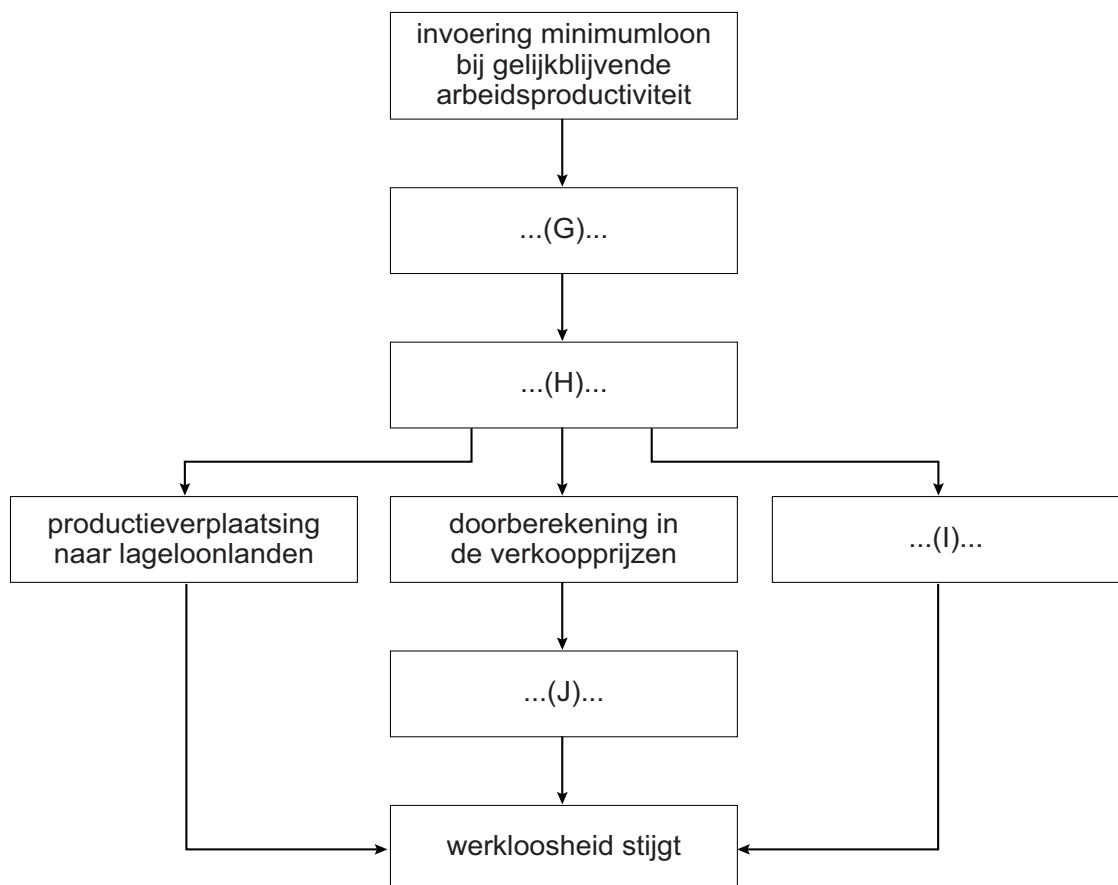 invoering minimumloon
bij gelijkblijvende
arbeidsproductiviteit
...(G)...
...(H)...
productieverplaatsing
naar lageloonlanden
doorberekening in
de verkoopprijzen
...(I)...
...(J)...
werkloosheid stijgt